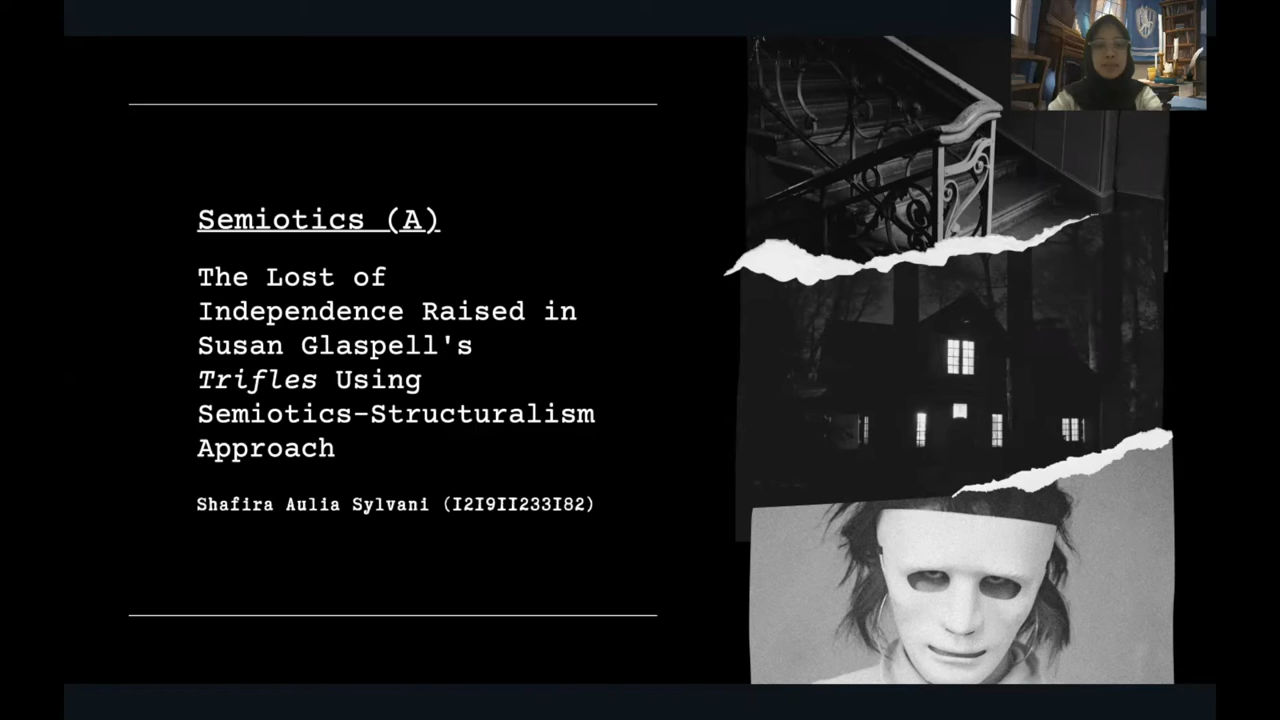 Semiotics (A)
The Lost of
Independence Raised in
Susan Glaspell's
Trifles Using
Semiotics-Structuralism
Approach
Shafira Aulia Sylvani (I2I9II233I82)